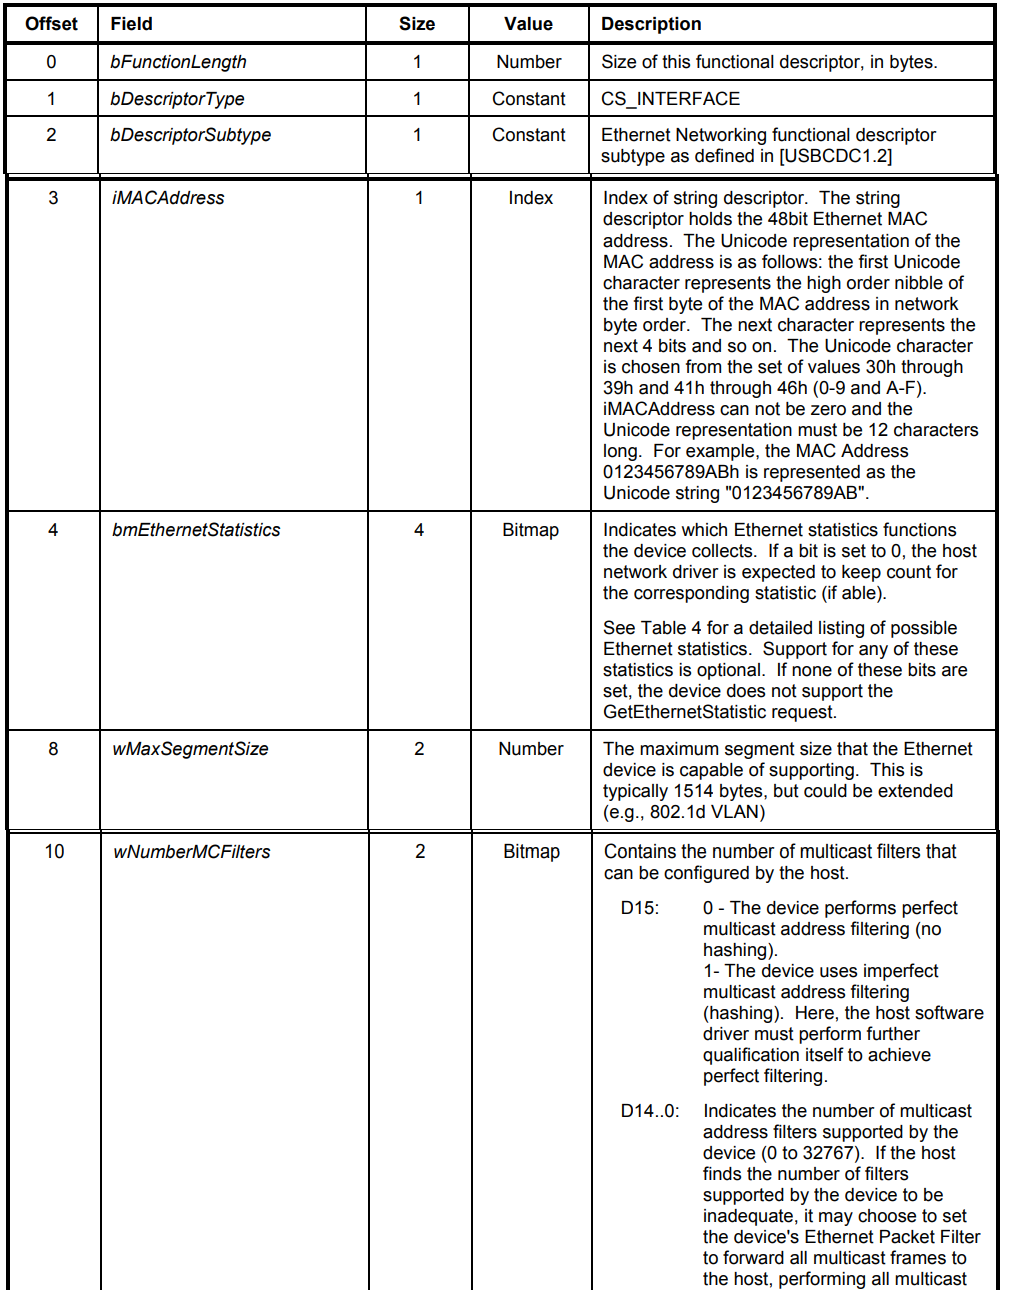 Offset Field Size Value Description
0 bFunctionLength 1 Number Size of this functional descriptor, in bytes.
1 bDescriptorType 1 Constant CS_INTERFACE
2 bDescriptorSubtype 1 Constant Ethernet Networking functional descriptor
subtype as defined in [USBCDC1.2]
3 iMACAddress 1 Index Index of string descriptor.  The string
descriptor holds the 48bit Ethernet MAC
address.  The Unicode representation of the
MAC address is as follows: the first Unicode
character represents the high order nibble of
the first byte of the MAC address in network
byte order.  The next character represents the
next 4 bits and so on.  The Unicode character
is chosen from the set of values 30h through
39h and 41h through 46h (0-9 and A-F).
iMACAddress can not be zero and the
Unicode representation must be 12 characters
long.  For example, the MAC Address
0123456789ABh is represented as the
Unicode string "0123456789AB".
4 bmEthernetStatistics 4 Bitmap Indicates which Ethernet statistics functions
the device collects.  If a bit is set to 0, the host
network driver is expected to keep count for
the corresponding statistic (if able).
See Table 4 for a detailed listing of possible
Ethernet statistics.  Support for any of these
statistics is optional.  If none of these bits are
set, the device does not support the
GetEthernetStatistic request.
8 wMaxSegmentSize 2 Number The maximum segment size that the Ethernet
device is capable of supporting.  This is
typically 1514 bytes, but could be extended
(e.g., 802.1d VLAN)
10 wNumberMCFilters 2 Bitmap Contains the number of multicast filters that
can be configured by the host.
D15: 0 - The device performs perfect
multicast address filtering (no
hashing).
1- The device uses imperfect
multicast address filtering
(hashing).  Here, the host software
driver must perform further
qualification itself to achieve
perfect filtering.
D14..0: Indicates the number of multicast
address filters supported by the
device (0 to 32767).  If the host
finds the number of filters
supported by the device to be
inadequate, it may choose to set
the device's Ethernet Packet Filter
to forward all multicast frames to
the host, performing all multicast